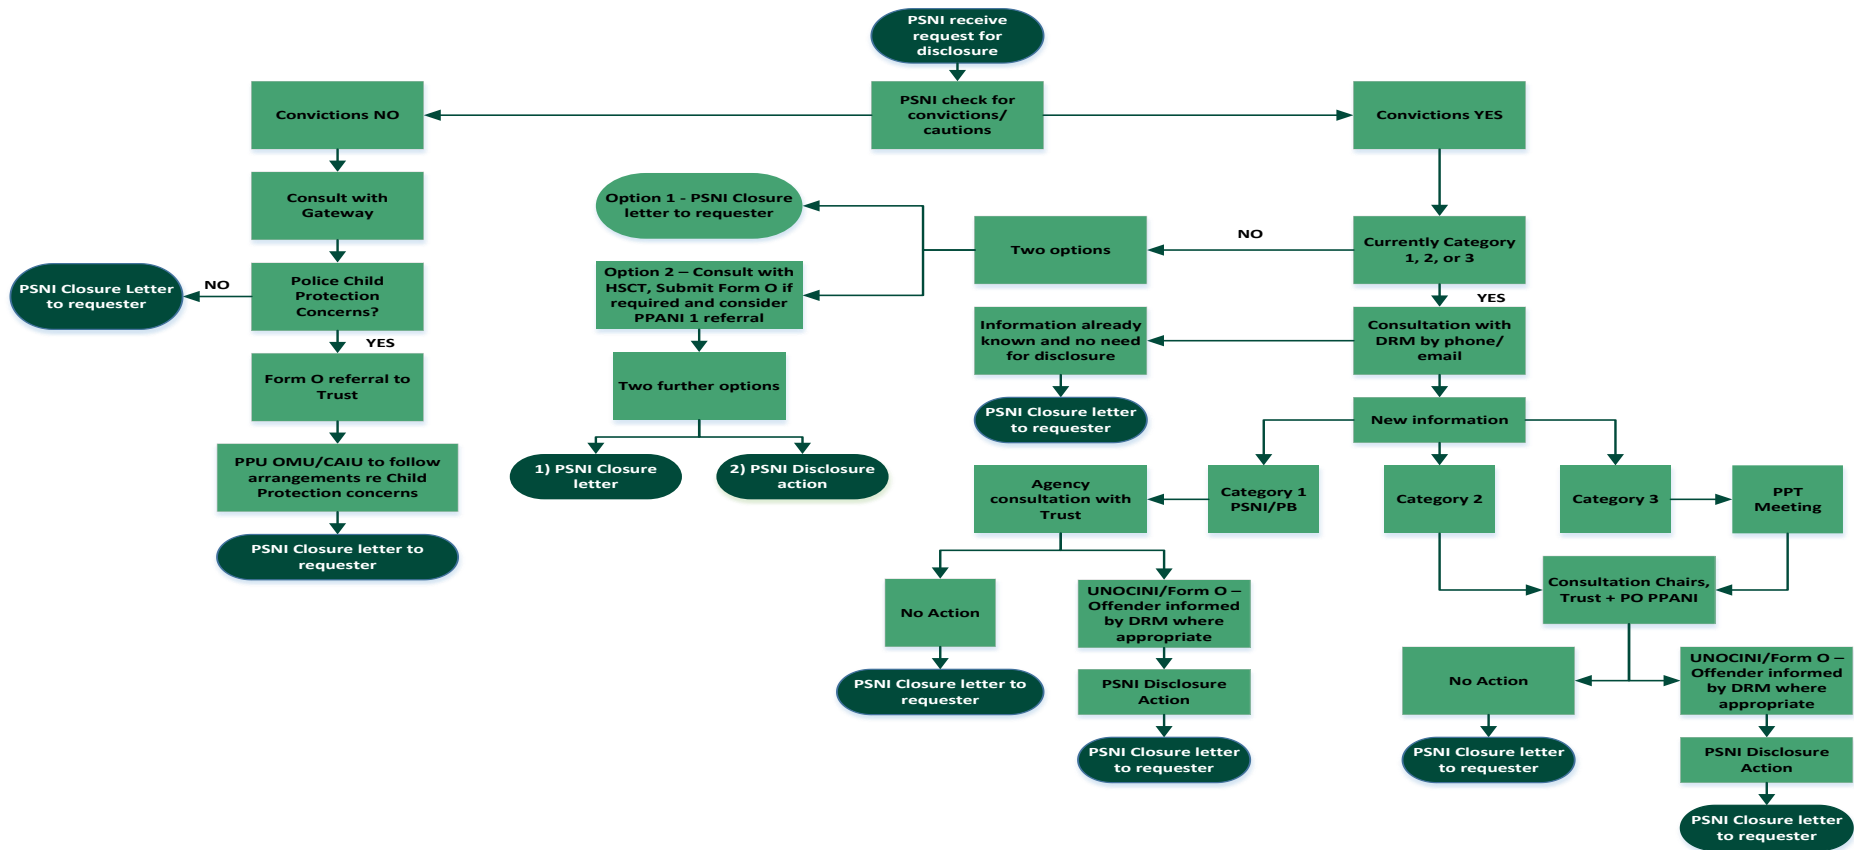 PSNI receive
request for
disclosure
PSNI check for
convictions/
cautions
Convictions NO
Convictions YES
Consult with
Gateway
Police Child
Protection
Concerns?
NO
PSNI Closure Letter
to requester
YES
Form O referral to
Trust
PPU OMU/CAIU to follow
arrangements re Child
Protection concerns
PSNI Closure letter to
requester
Currently Category
1, 2, or 3
NO
Two options
Option 1 - PSNI Closure
letter to requester
Option 2 – Consult with
HSCT, Submit Form O if
required and consider
PPANI 1 referral
Two further options
1) PSNI Closure
letter
2) PSNI Disclosure
action
YES
Consultation with
DRM by phone/
email
Information already
known and no need
for disclosure
PSNI Closure letter
to requester
New information
Category 1
PSNI/PB
Category 2
Category 3
PPT
Meeting
Agency
consultation with
Trust
No Action
PSNI Closure letter to
requester
UNOCINI/Form O –
Offender informed
by DRM where
appropriate
PSNI Disclosure
Action
PSNI Closure letter
to requester
Consultation Chairs,
Trust + PO PPANI
No Action
PSNI Closure letter
to requester
UNOCINI/Form O –
Offender informed
by DRM where
appropriate
PSNI Disclosure
Action
PSNI Closure letter
to requester